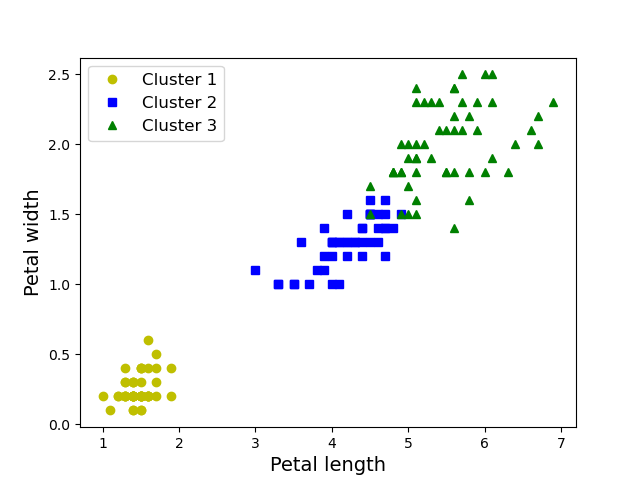 Cluster 1
Cluster 2
Cluster 3
2.5
2.0
1.5
1.0
0.5
0.0
Petal width
1 2 3 4 5 6 7
Petal length